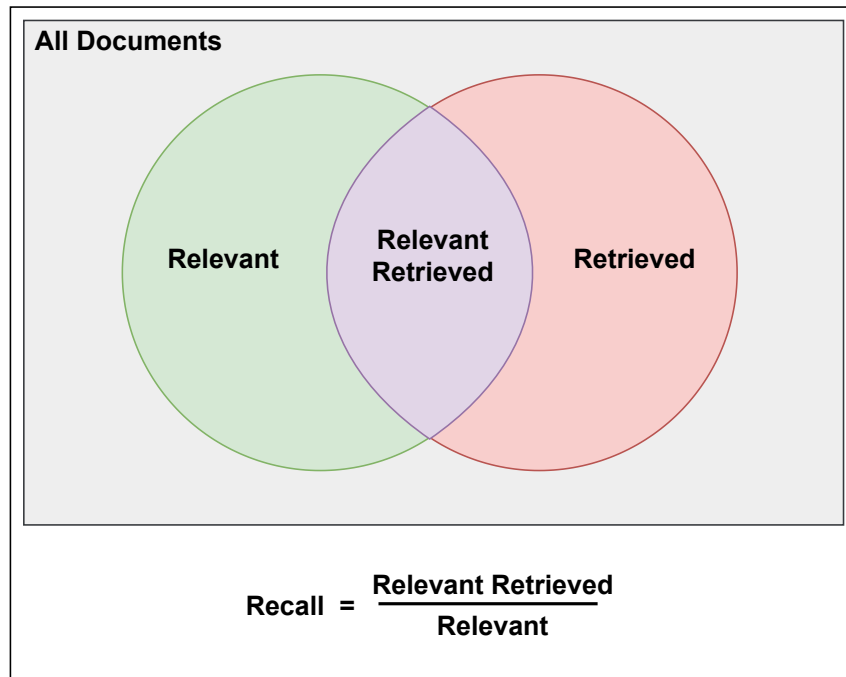 All Documents
Relevant
Relevant
Retrieved
Retrieved
Recall = Relevant Retrieved
Relevant